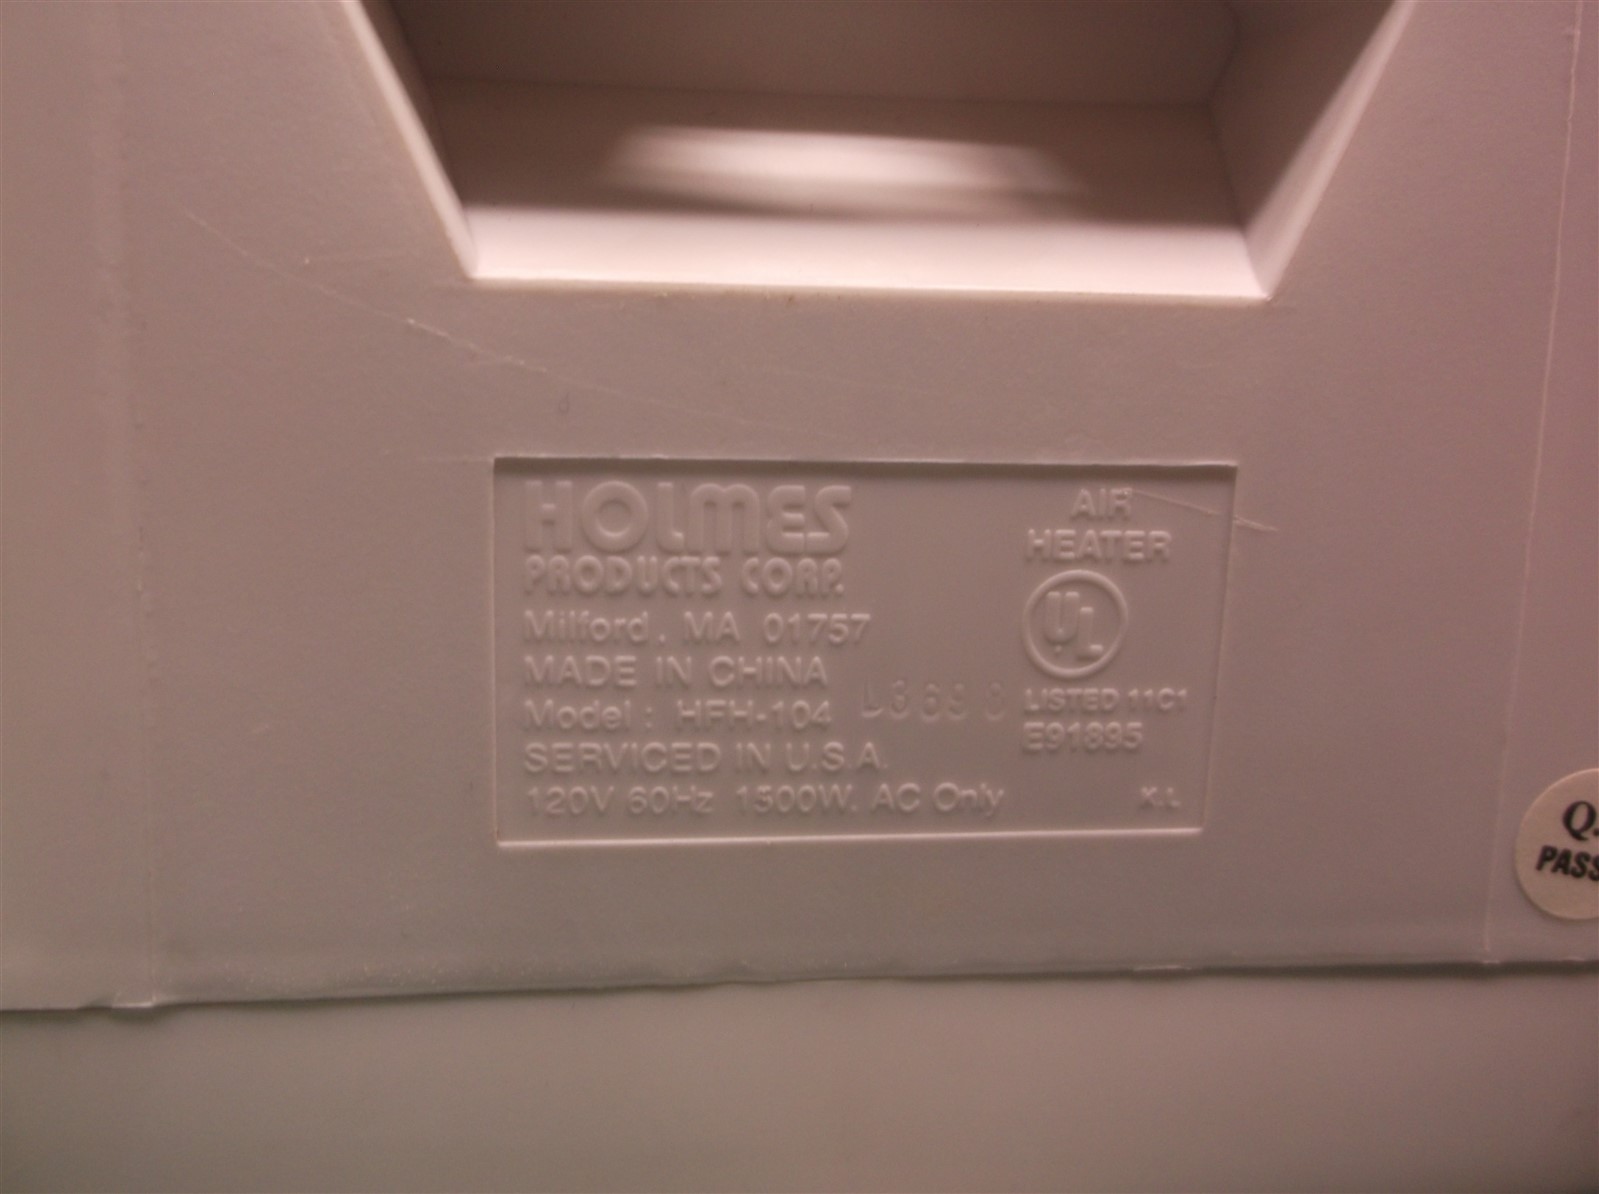 HOLMES
PRODUCTS CORP.
Milford, MA 01757
MADE IN CHINA
Model: HFH-104
SERVICED IN U.S.A.
120V 60Hz 1500W. AC Only
AIR
HEATER
UL
LISTED 11C1
E91895
K.L
PASS